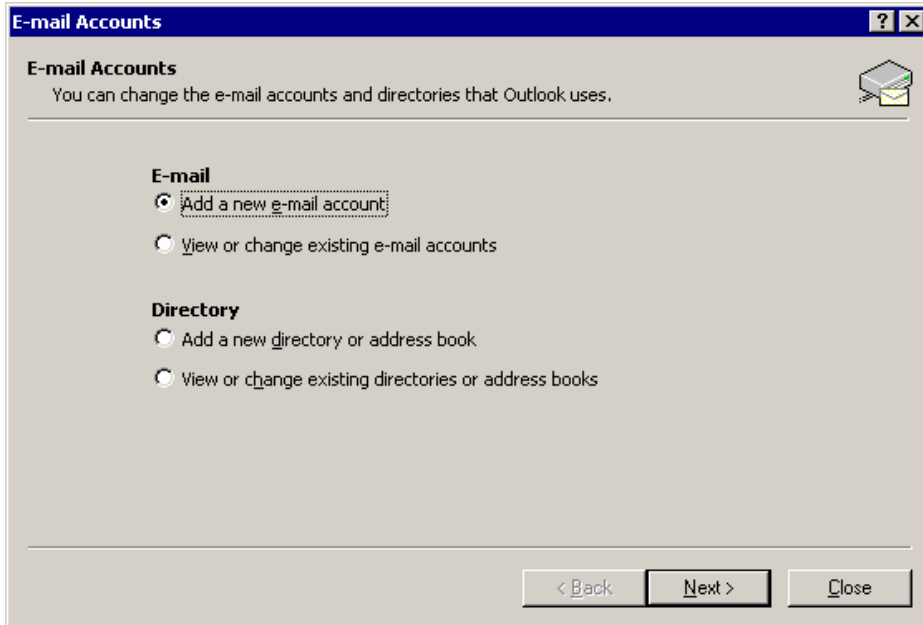 E-mail Accounts
E-mail Accounts
You can change the e-mail accounts and directories that Outlook uses.
E-mail
Add a new e-mail account
View or change existing e-mail accounts
Directory
Add a new directory or address book
View or change existing directories or address books
< Back Next > Close